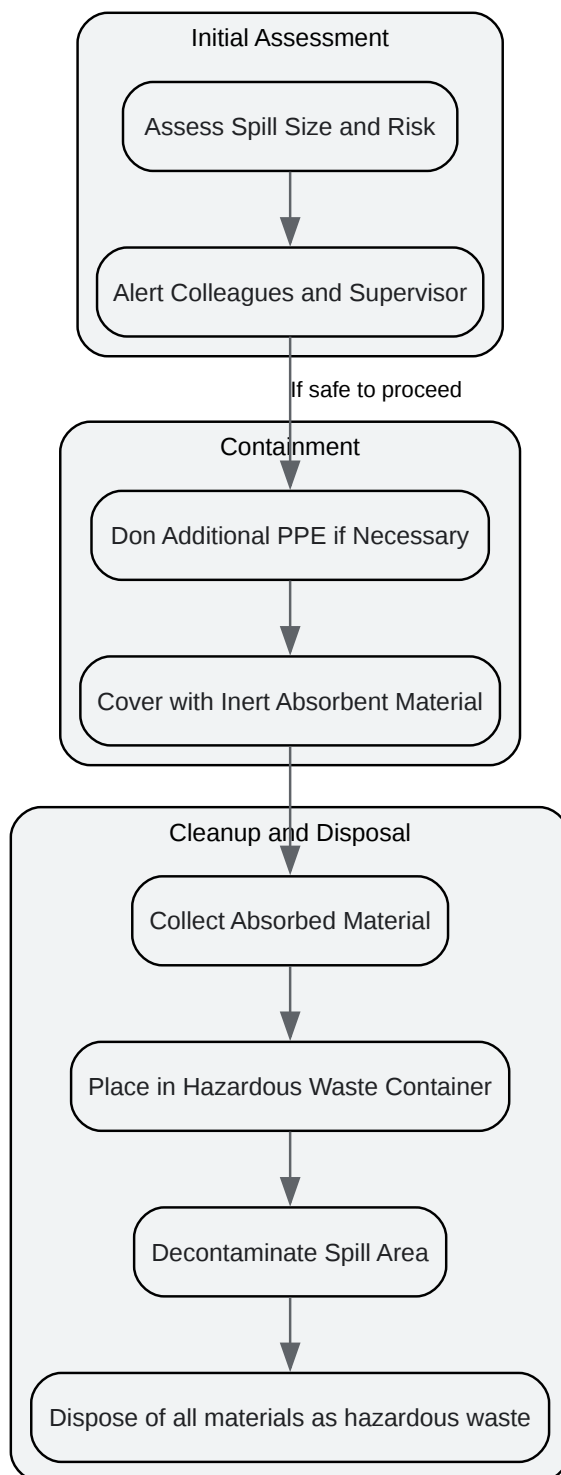 Initial Assessment
Assess Spill Size and Risk
Alert Colleagues and Supervisor
If safe to proceed
Containment
Don Additional PPE if Necessary
Cover with Inert Absorbent Material
Cleanup and Disposal
Collect Absorbed Material
Place in Hazardous Waste Container
Decontaminate Spill Area
Dispose of all materials as hazardous waste